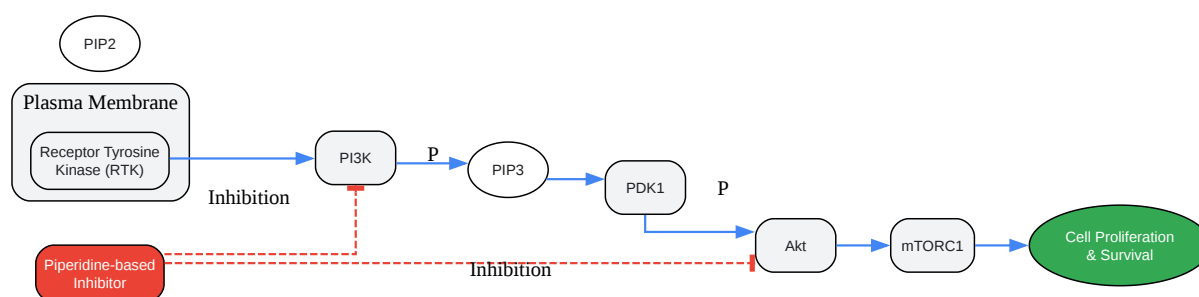 PIP2
Plasma Membrane
Receptor Tyrosine
Kinase (RTK)
PI3K
P
PIP3
PDK1
P
Inhibition
Akt
mTORC1
Cell Proliferation
& Survival
Piperidine-based
Inhibitor
Inhibition